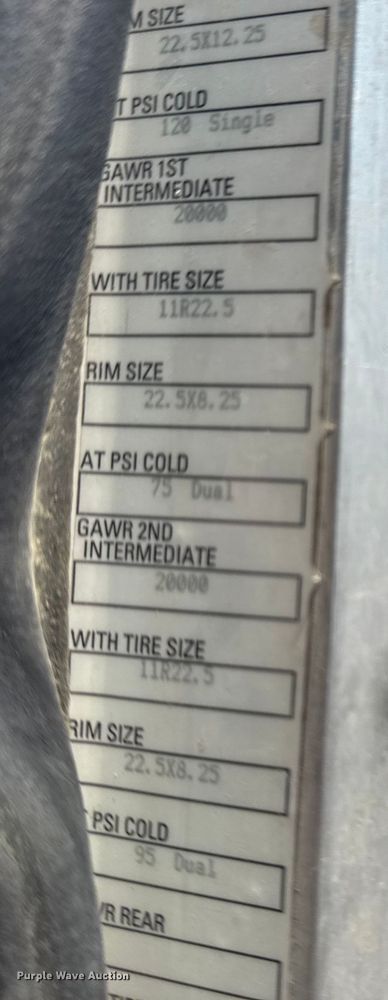 M SIZE
22.5X12.25
T PSI COLD
120 Single
GAWR 1ST
INTERMEDIATE
20000
WITH TIRE SIZE
11R22.5
RIM SIZE
22.5X8.25
AT PSI COLD
75 Dual
GAWR 2ND
INTERMEDIATE
20000
WITH TIRE SIZE
11R22.5
RIM SIZE
22.5X8.25
PSI COLD
95 Dual
R REAR
Purple Wave Auction